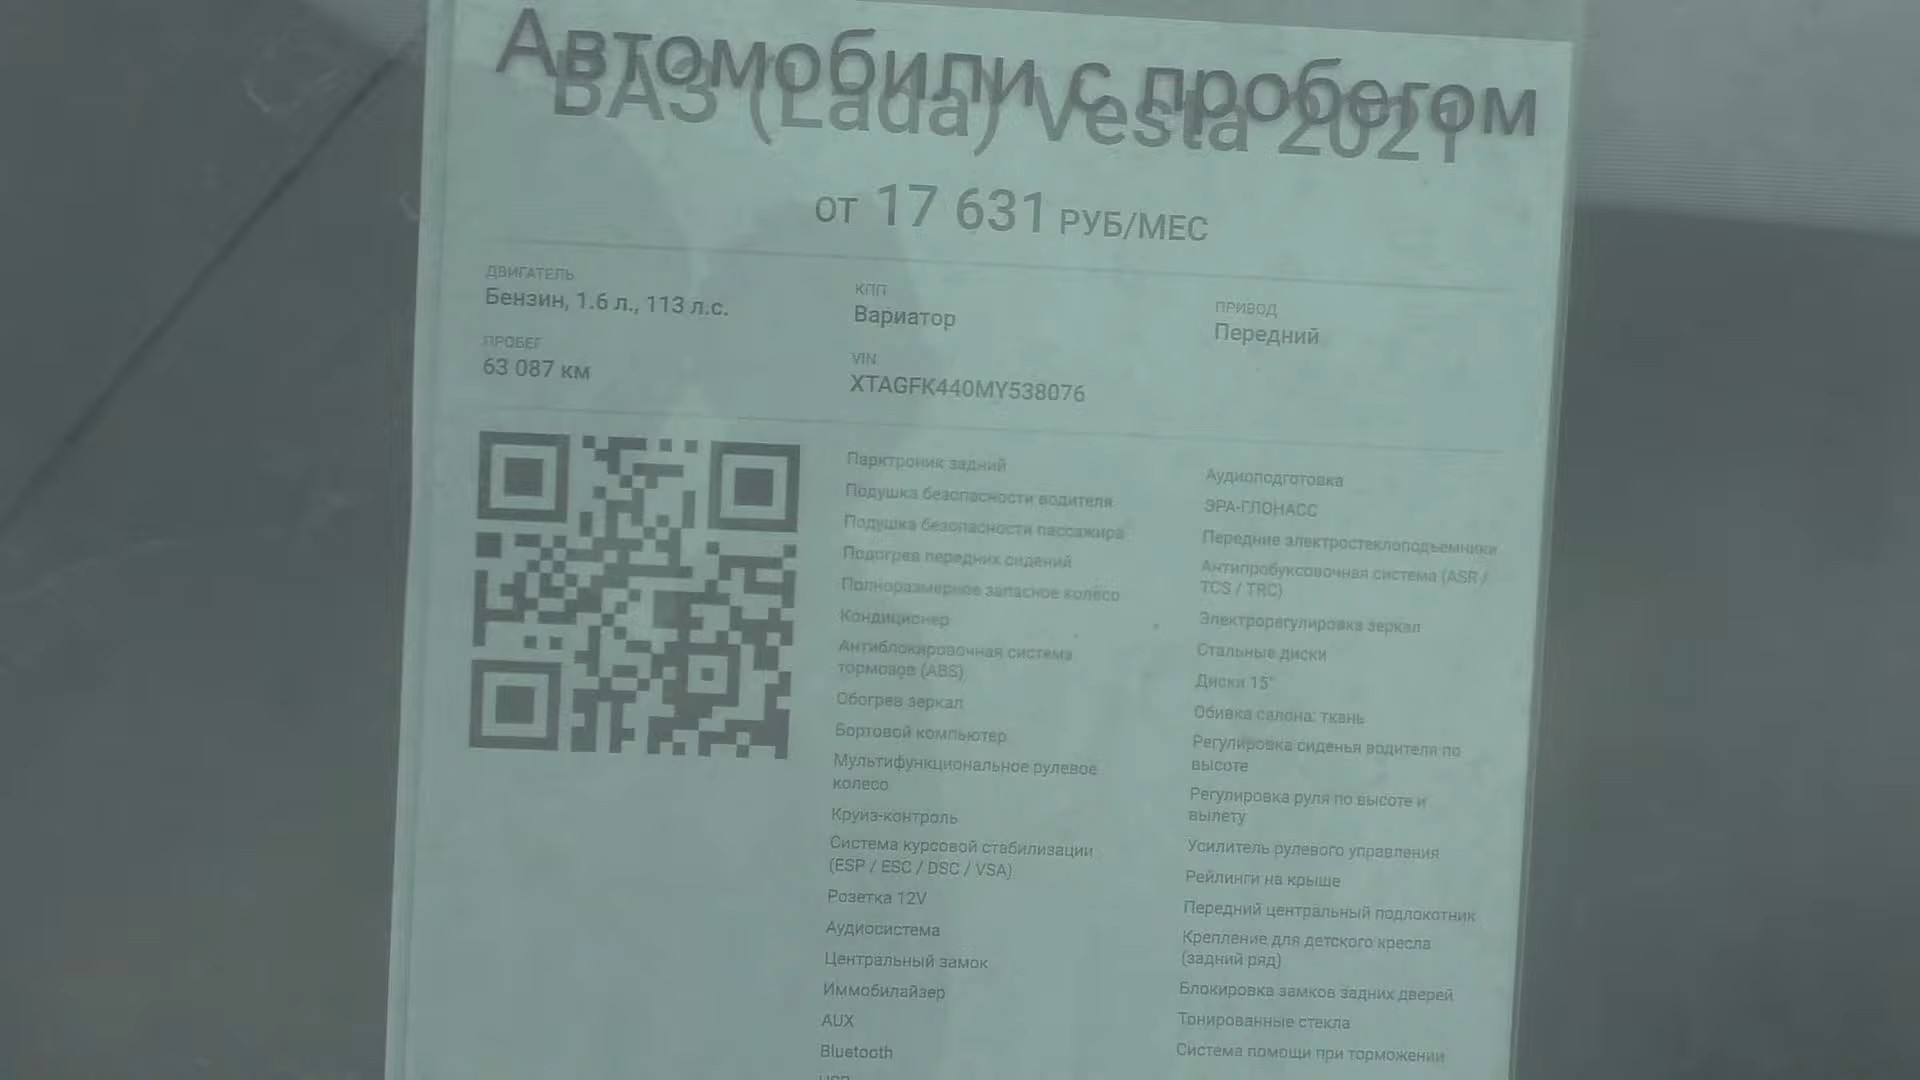 Автомобили с пробегом
ВАЗ (Lada) Vesta 2021
от 17 631 РУБ/МЕС
ДВИГАТЕЛЬ
Бензин, 1.6 л., 113 л.с.
КПП
Вариатор
ПРИВОД
Передний
ПРОБЕГ
63 087 км
VIN
XTAGFK440MY538076
Парктроник задний
Подушка безопасности водителя
Подушка безопасности пассажира
Подогрев передних сидений
Полноразмерное запасное колесо
Кондиционер
Антиблокировочная система
тормозов (ABS)
Обогрев зеркал
Бортовой компьютер
Мультифункциональное рулевое
колесо
Круиз-контроль
Система курсовой стабилизации
(ESP / ESC / DSC / VSA)
Розетка 12V
Аудиосистема
Центральный замок
Иммобилайзер
AUX
Bluetooth
Аудиоподготовка
ЭРА-ГЛОНАСС
Передние электростеклоподъемники
Антипробуксовочная система (ASR /
TCS / TRC)
Электрорегулировка зеркал
Стальные диски
Диски 15"
Обивка салона: ткань
Регулировка сиденья водителя по
высоте
Регулировка руля по высоте и
вылету
Усилитель рулевого управления
Рейлинги на крыше
Передний центральный подлокотник
Крепление для детского кресла
(задний ряд)
Блокировка замков задних дверей
Тонированные стекла
Система помощи при торможении